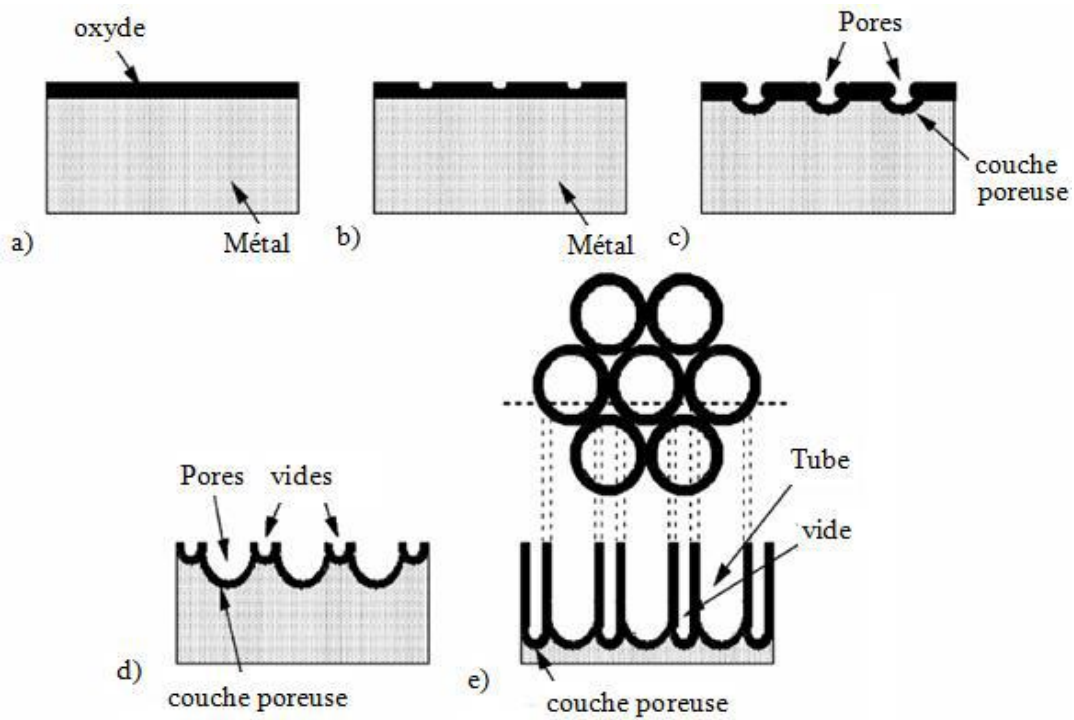 oxyde
Métal
a)
Métal
b)
Pores
couche
poreuse
c)
Pores
vides
couche poreuse
d)
Tube
vide
couche poreuse
e)